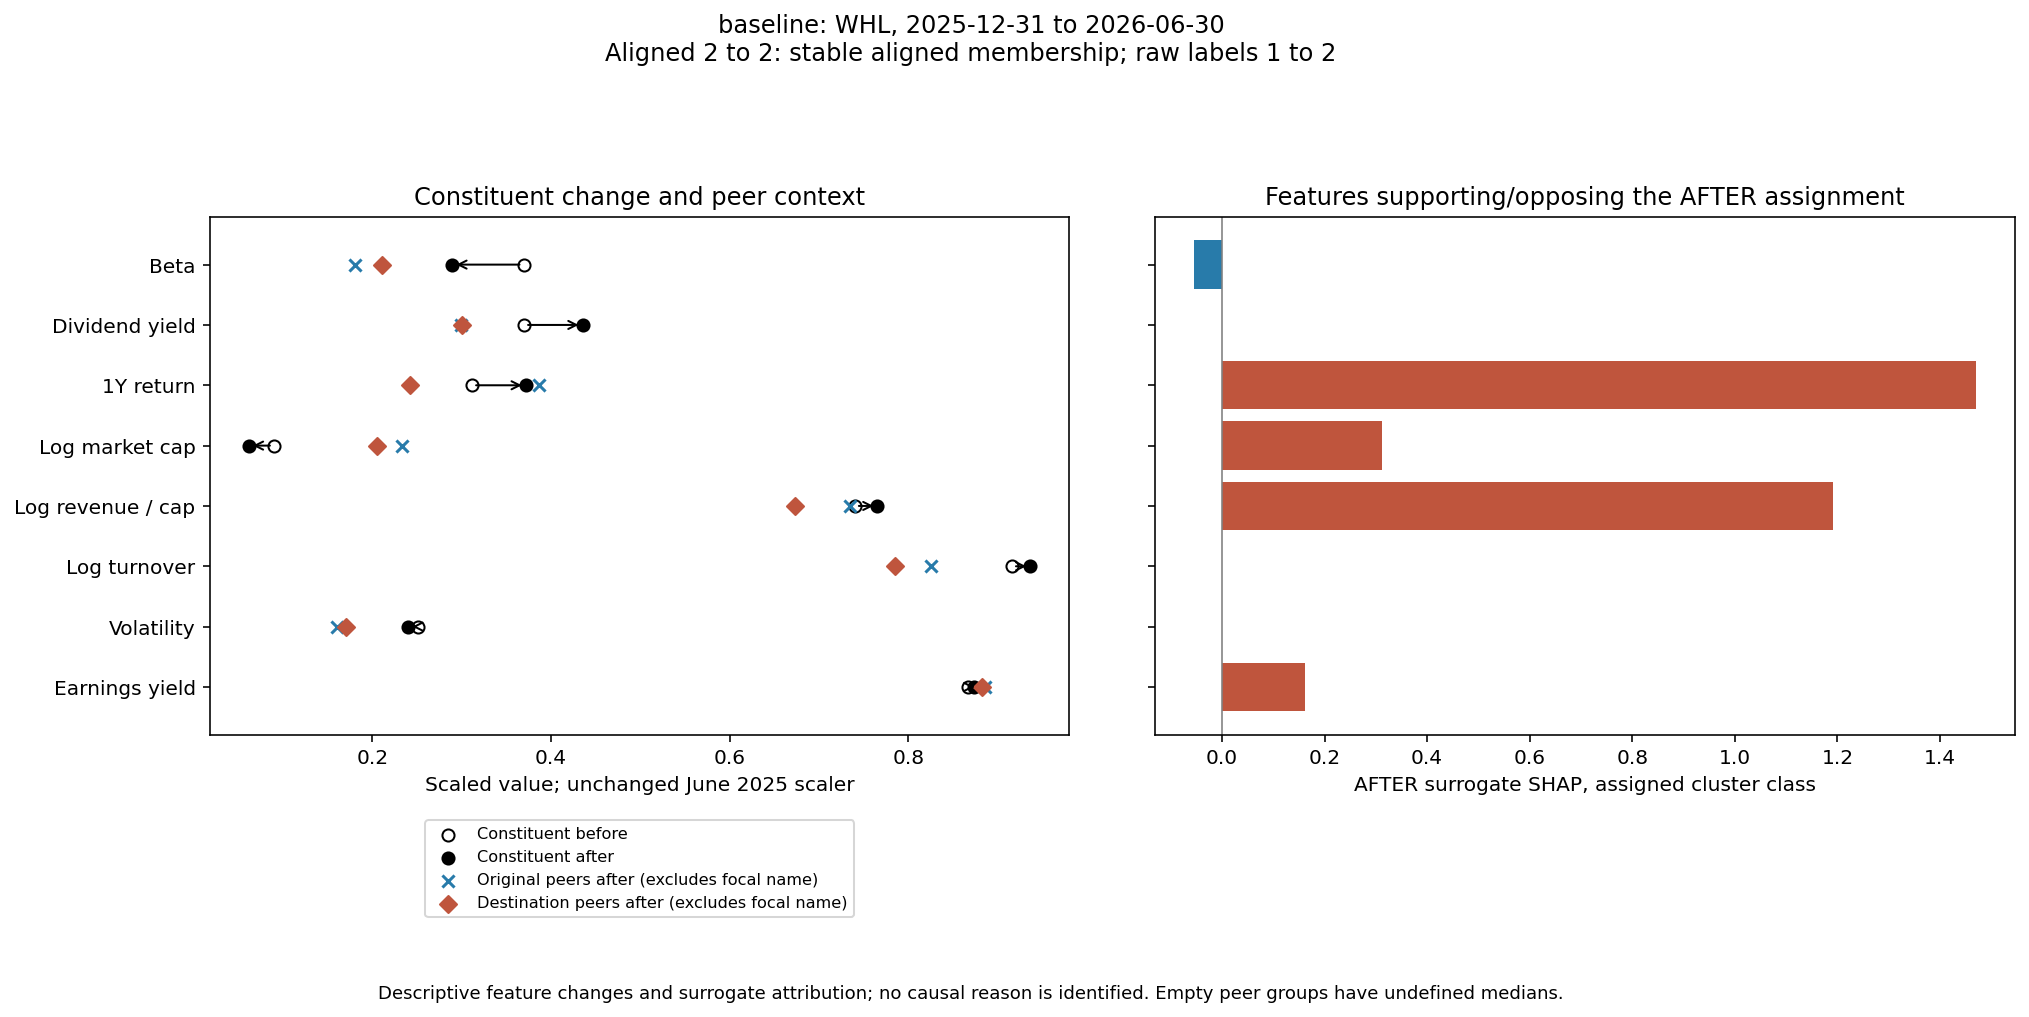 baseline: WHL, 2025-12-31 to 2026-06-30
Aligned 2 to 2: stable aligned membership; raw labels 1 to 2
Constituent change and peer context
Beta
Dividend yield
1Y return
Log market cap
Log revenue / cap
Log turnover
Volatility
Earnings yield
0.2 0.4 0.6 0.8
Scaled value; unchanged June 2025 scaler
Constituent before
Constituent after
Original peers after (excludes focal name)
Destination peers after (excludes focal name)
Features supporting/opposing the AFTER assignment
0.0 0.2 0.4 0.6 0.8 1.0 1.2 1.4
AFTER surrogate SHAP, assigned cluster class
Descriptive feature changes and surrogate attribution; no causal reason is identified. Empty peer groups have undefined medians.